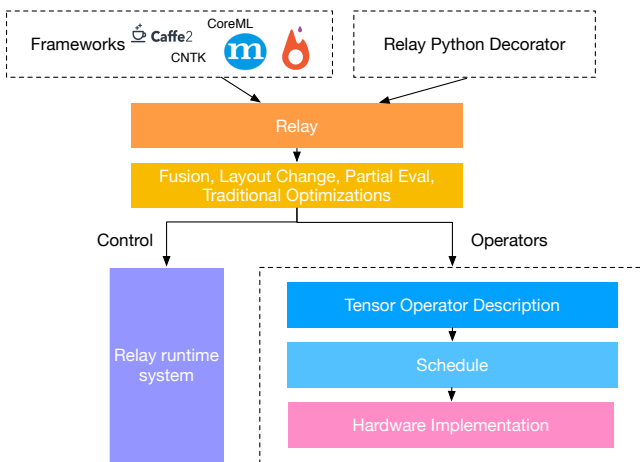 Frameworks
Caffe2
CoreML
CNTK
m
Relay Python Decorator
Relay
Fusion, Layout Change, Partial Eval,
Traditional Optimizations
Control
Operators
Relay runtime
system
Tensor Operator Description
Schedule
Hardware Implementation